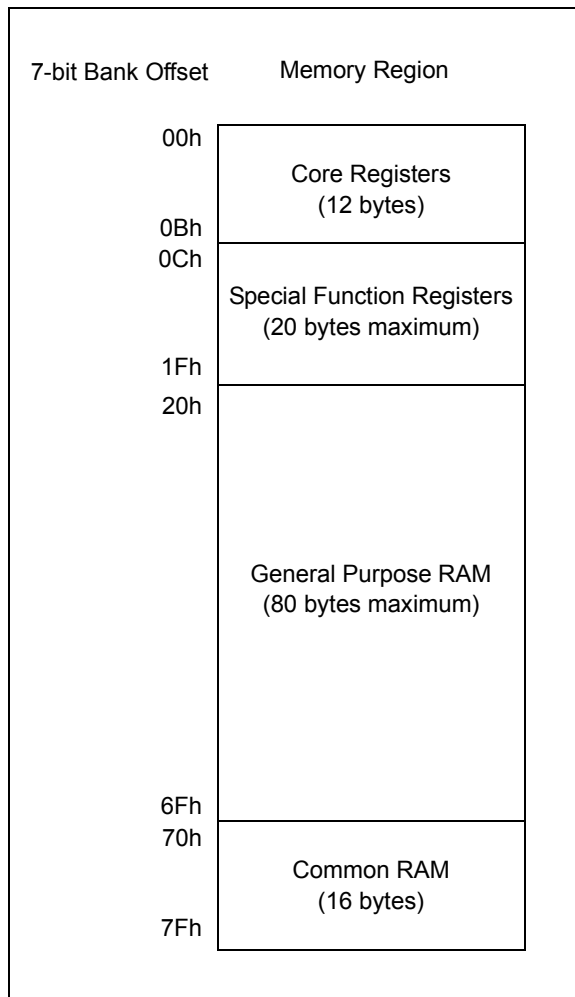 7-bit Bank Offset Memory Region
00h
Core Registers
(12 bytes)
0Bh
0Ch
Special Function Registers
(20 bytes maximum)
1Fh
20h
General Purpose RAM
(80 bytes maximum)
6Fh
70h
Common RAM
(16 bytes)
7Fh